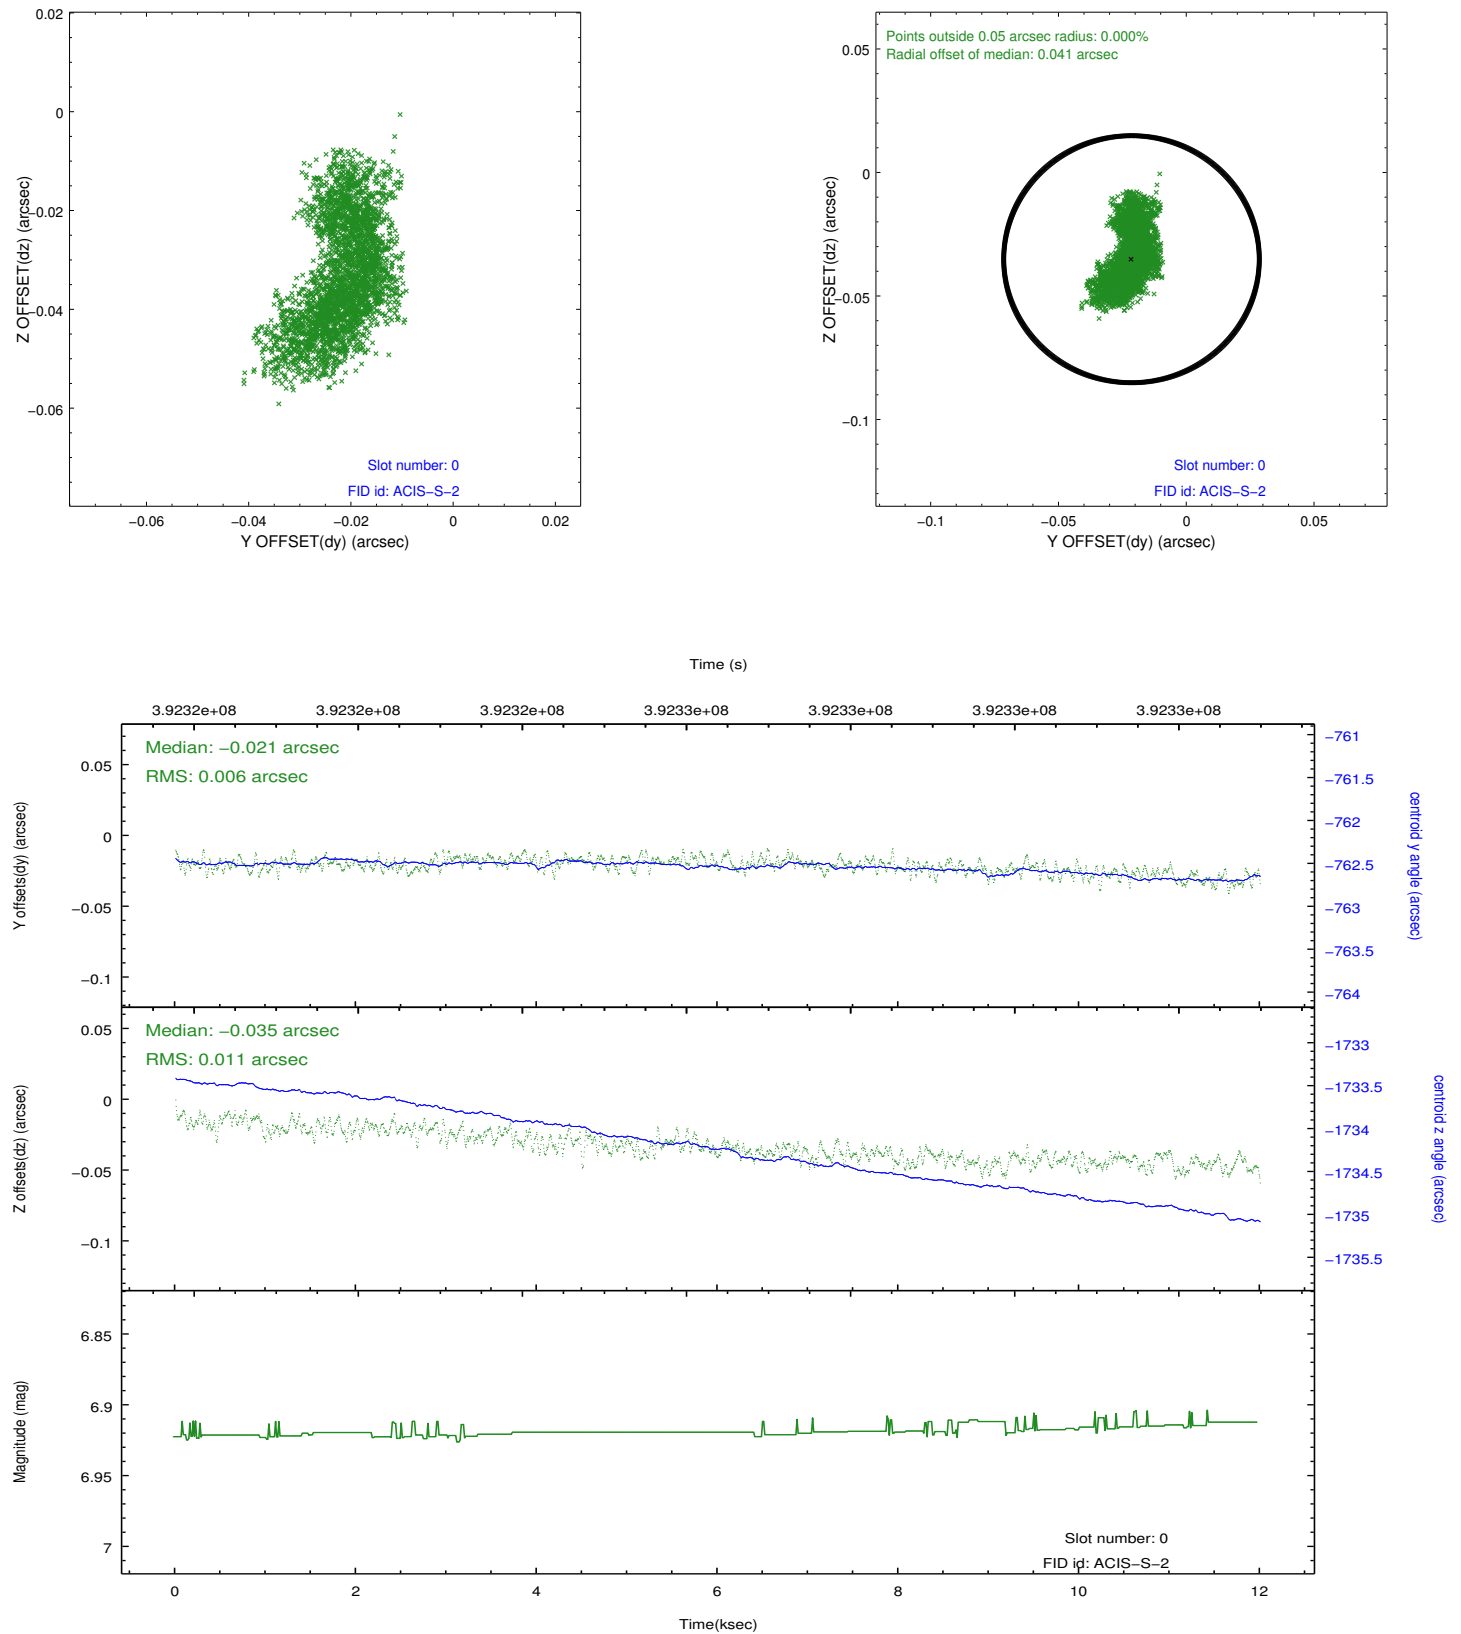 0.02
0
−0.02
−0.04
−0.06
Z OFFSET(dz) (arcsec)
Slot number: 0
FID id: ACIS−S−2
−0.06
−0.04
−0.02
0
0.02
Y OFFSET(dy) (arcsec)
Points outside 0.05 arcsec radius: 0.000%
Radial offset of median: 0.041 arcsec
0.05
0
−0.05
−0.1
Z OFFSET(dz) (arcsec)
Slot number: 0
FID id: ACIS−S−2
−0.1
−0.05
0
0.05
Y OFFSET(dy) (arcsec)
Time (s)
3.9232e+08
3.9232e+08
3.9232e+08
3.9233e+08
3.9233e+08
3.9233e+08
3.9233e+08
Median: −0.021 arcsec
RMS: 0.006 arcsec
0.05
0
−0.05
−0.1
Y offsets(dy) (arcsec)
−761
−761.5
−762
−762.5
−763
−763.5
−764
centroid y angle (arcsec)
Median: −0.035 arcsec
RMS: 0.011 arcsec
0.05
0
−0.05
−0.1
Z offsets(dz) (arcsec)
−1733
−1733.5
−1734
−1734.5
−1735
−1735.5
centroid z angle (arcsec)
6.85
6.9
6.95
7
Magnitude (mag)
Slot number: 0
FID id: ACIS−S−2
0
2
4
6
8
10
12
Time(ksec)